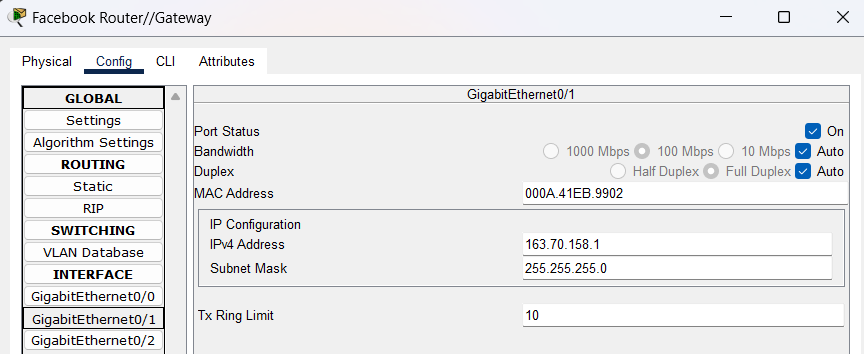 Facebook Router//Gateway
Physical Config CLI Attributes
GLOBAL
Settings
Algorithm Settings
ROUTING
Static
RIP
SWITCHING
VLAN Database
INTERFACE
GigabitEthernet0/0
GigabitEthernet0/1
GigabitEthernet0/2
GigabitEthernet0/1
Port Status On
Bandwidth 1000 Mbps 100 Mbps 10 Mbps Auto
Duplex Half Duplex Full Duplex Auto
MAC Address 000A.41EB.9902
IP Configuration
IPv4 Address 163.70.158.1
Subnet Mask 255.255.255.0
Tx Ring Limit 10